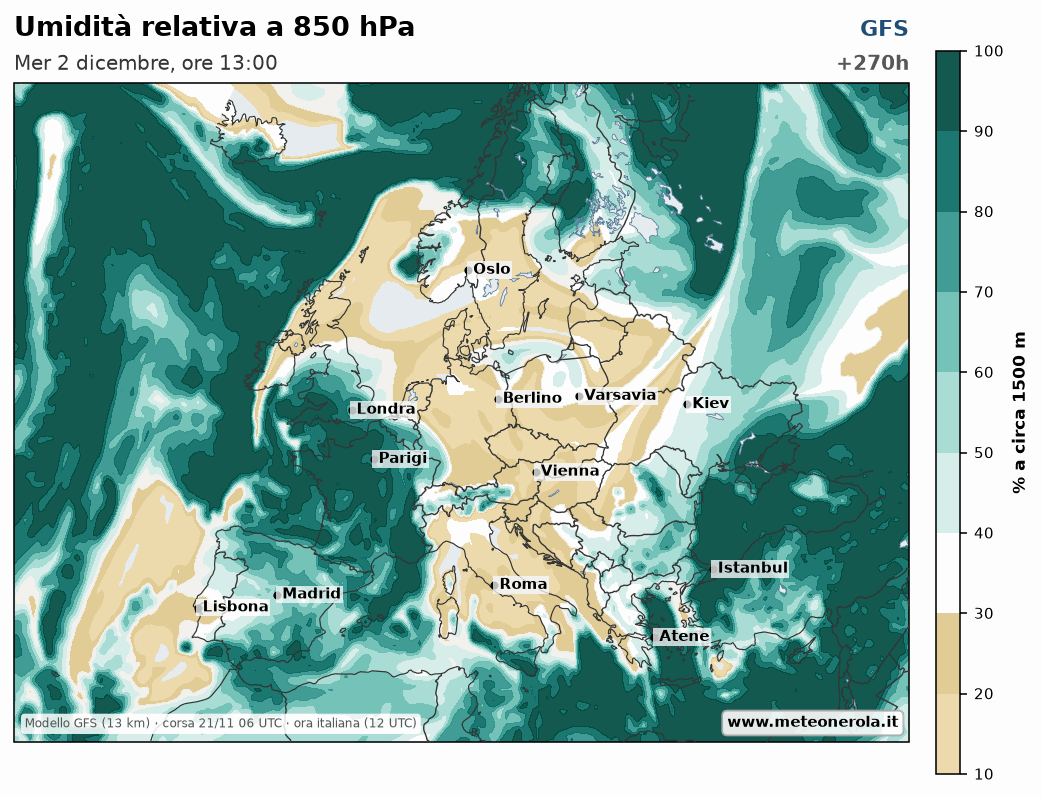 Umidità relativa a 850 hPa
GFS
Mer 2 dicembre, ore 13:00
+270h
100
90
80
70
60
50
40
30
20
10
% a circa 1500 m
Oslo
Londra
Berlino
Varsavia
Kiev
Parigi
Vienna
Istanbul
Roma
Madrid
Lisbona
Atene
Modello GFS (13 km) · corsa 21/11 06 UTC · ora italiana (12 UTC)
www.meteonerola.it